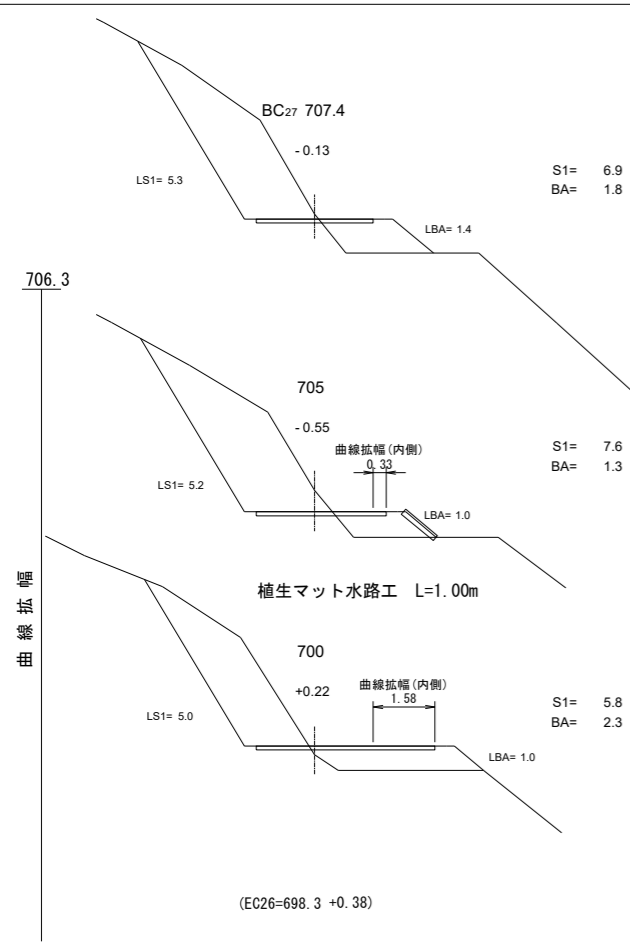 BC27 707.4
-0.13
LS1= 5.3
S1= 6.9
BA= 1.8
LBA= 1.4
706.3
705
-0.55
曲線拡幅(内側)
0.33
S1= 7.6
BA= 1.3
LS1= 5.2
LBA= 1.0
植生マット水路工 L=1.00m
曲線拡幅
700
+0.22
曲線拡幅(内側)
1.58
S1= 5.8
BA= 2.3
LS1= 5.0
LBA= 1.0
(EC26=698.3 +0.38)